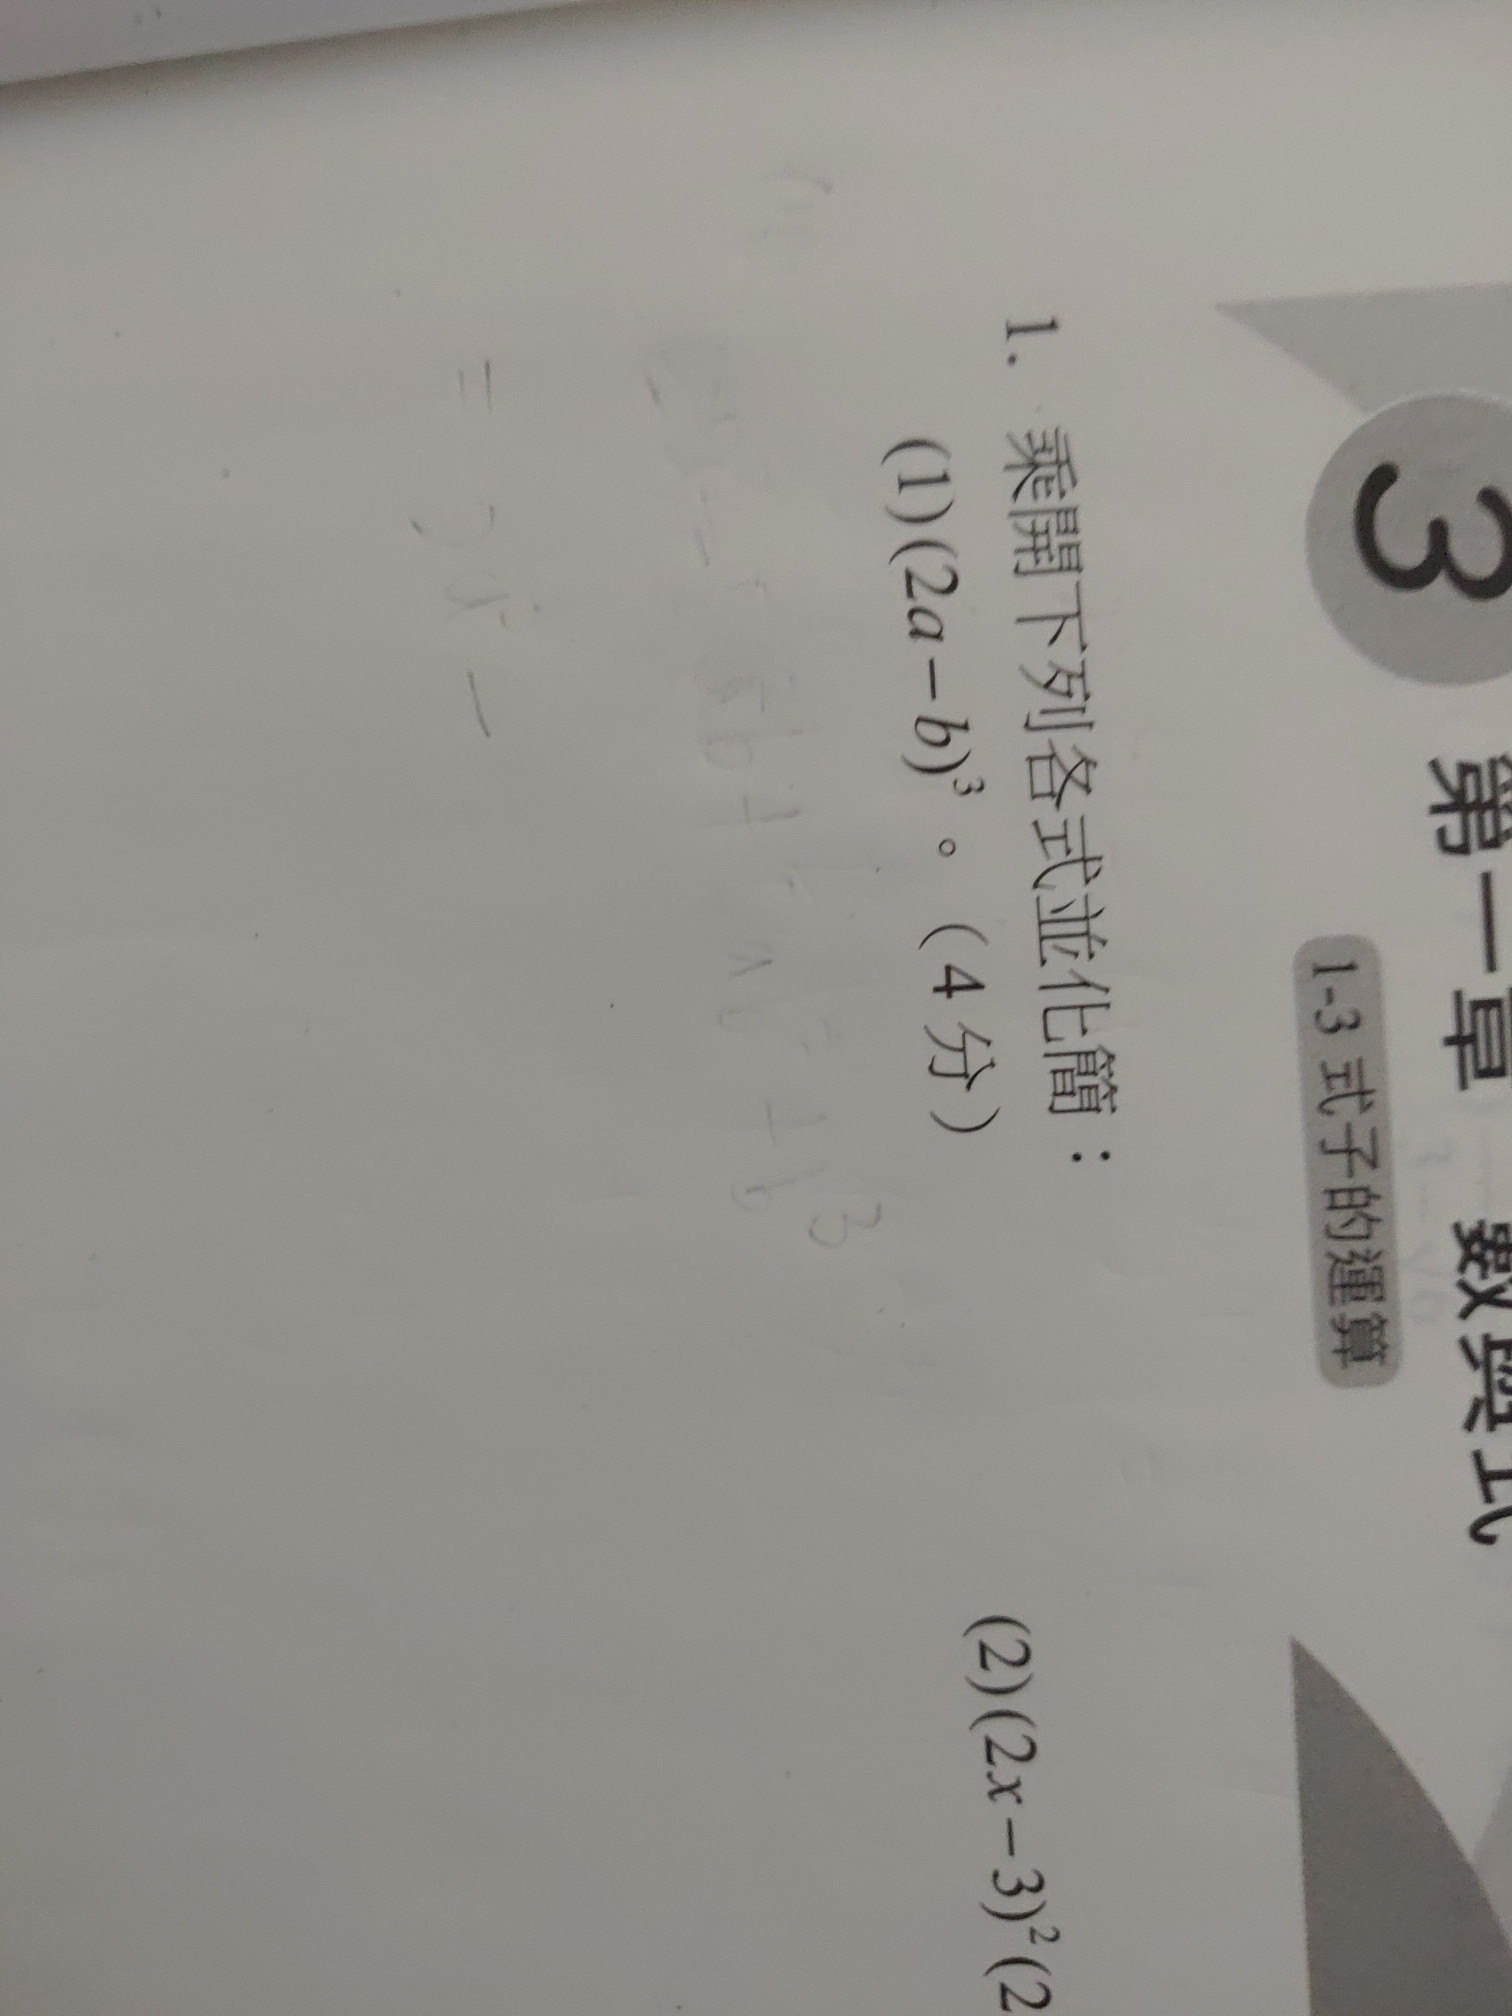 3 第一章 數與式
1-3 式子的運算
1. 乘開下列各式並化簡：
(1)(2a－b)³。（4分） (2)(2x－3)²(2